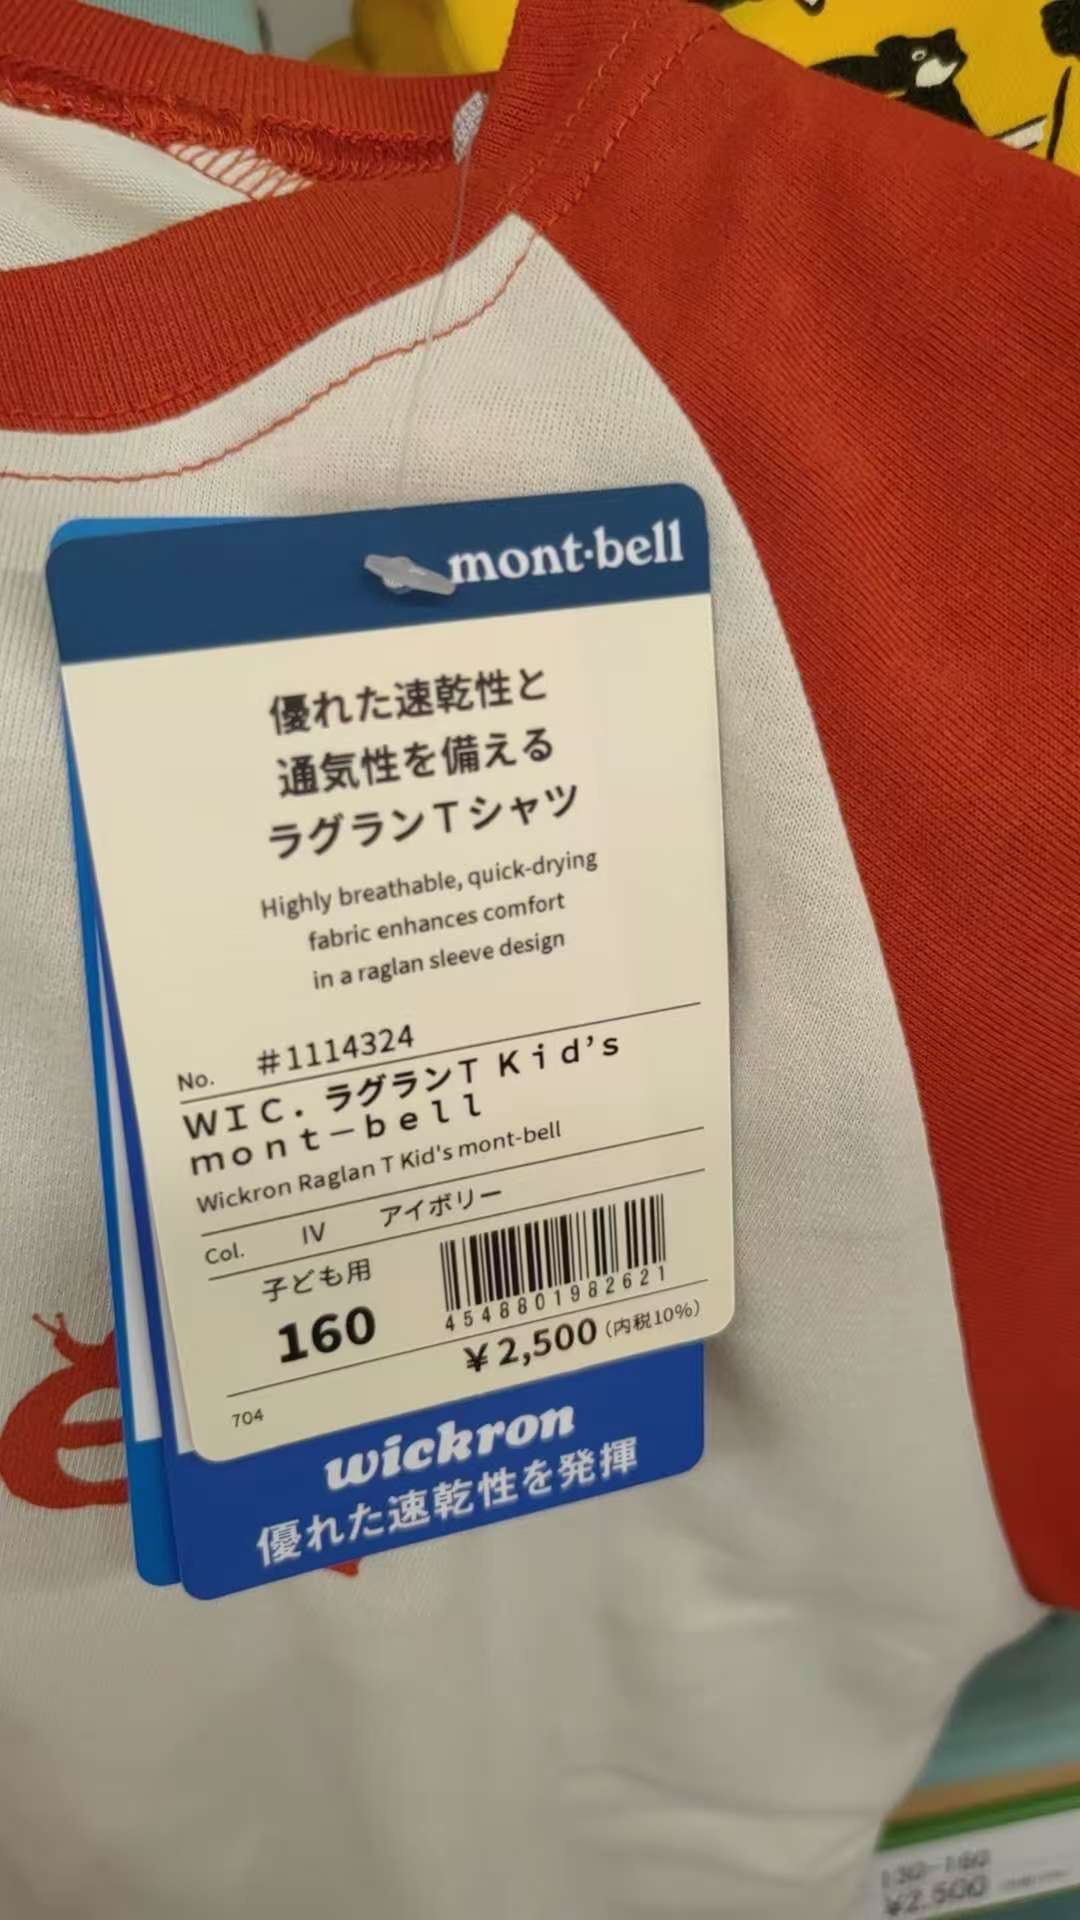 mont·bell
優れた速乾性と
通気性を備える
ラグランTシャツ
Highly breathable, quick-drying
fabric enhances comfort
in a raglan sleeve design
No. #1114324
WIC.ラグランT Kid's
mont-bell
Wickron Raglan T Kid's mont-bell
Col. IV アイボリー
子ども用
160
4548801982621
¥2,500(内税10%)
704
wickron
優れた速乾性を発揮
e
130-160
¥2,500